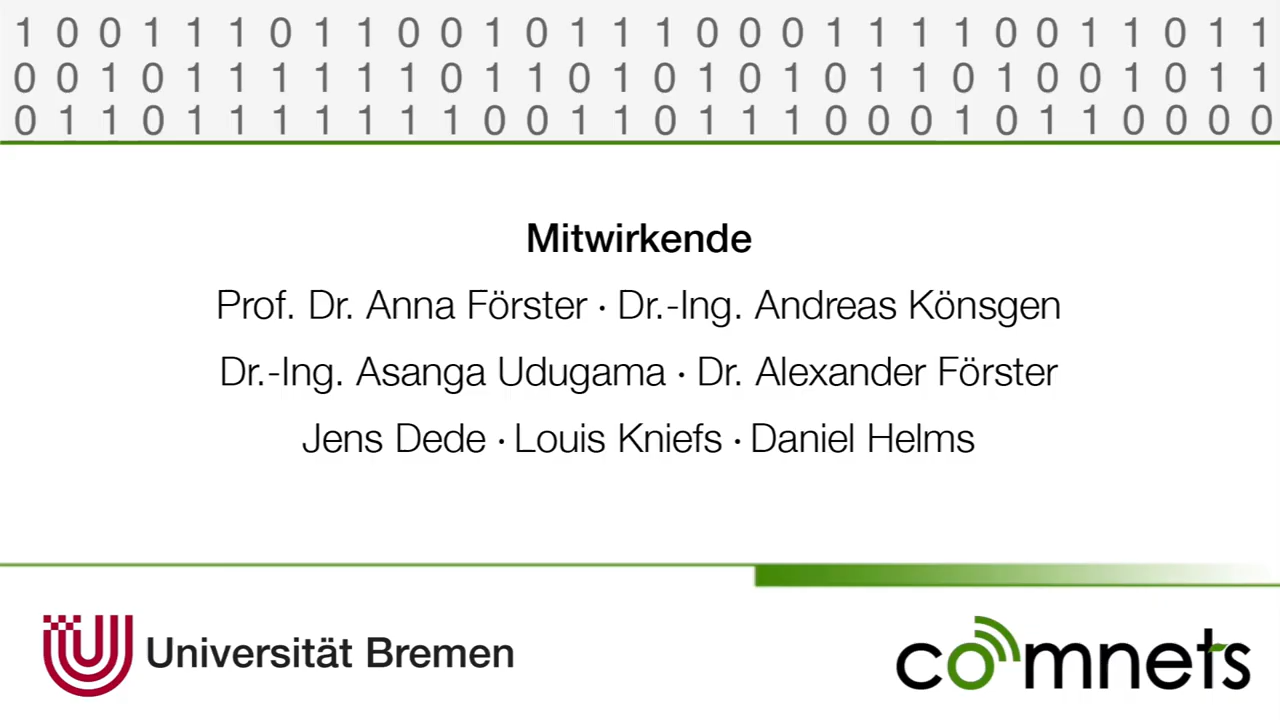 1 0 0 1 1 1 0 1 1 0 0 1 0 1 1 1 0 0 0 1 1 1 1 0 0 1 1 0 1 1
0 0 1 0 1 1 1 1 1 1 0 1 1 0 1 0 1 0 1 0 1 1 0 1 0 0 1 0 1 1
0 1 1 0 1 1 1 1 1 1 1 0 0 1 1 0 1 1 1 0 0 0 1 0 1 1 0 0 0 0
Mitwirkende
Prof. Dr. Anna Förster · Dr.-Ing. Andreas Könsgen
Dr.-Ing. Asanga Udugama · Dr. Alexander Förster
Jens Dede · Louis Kniefs · Daniel Helms
Universität Bremen
comnets